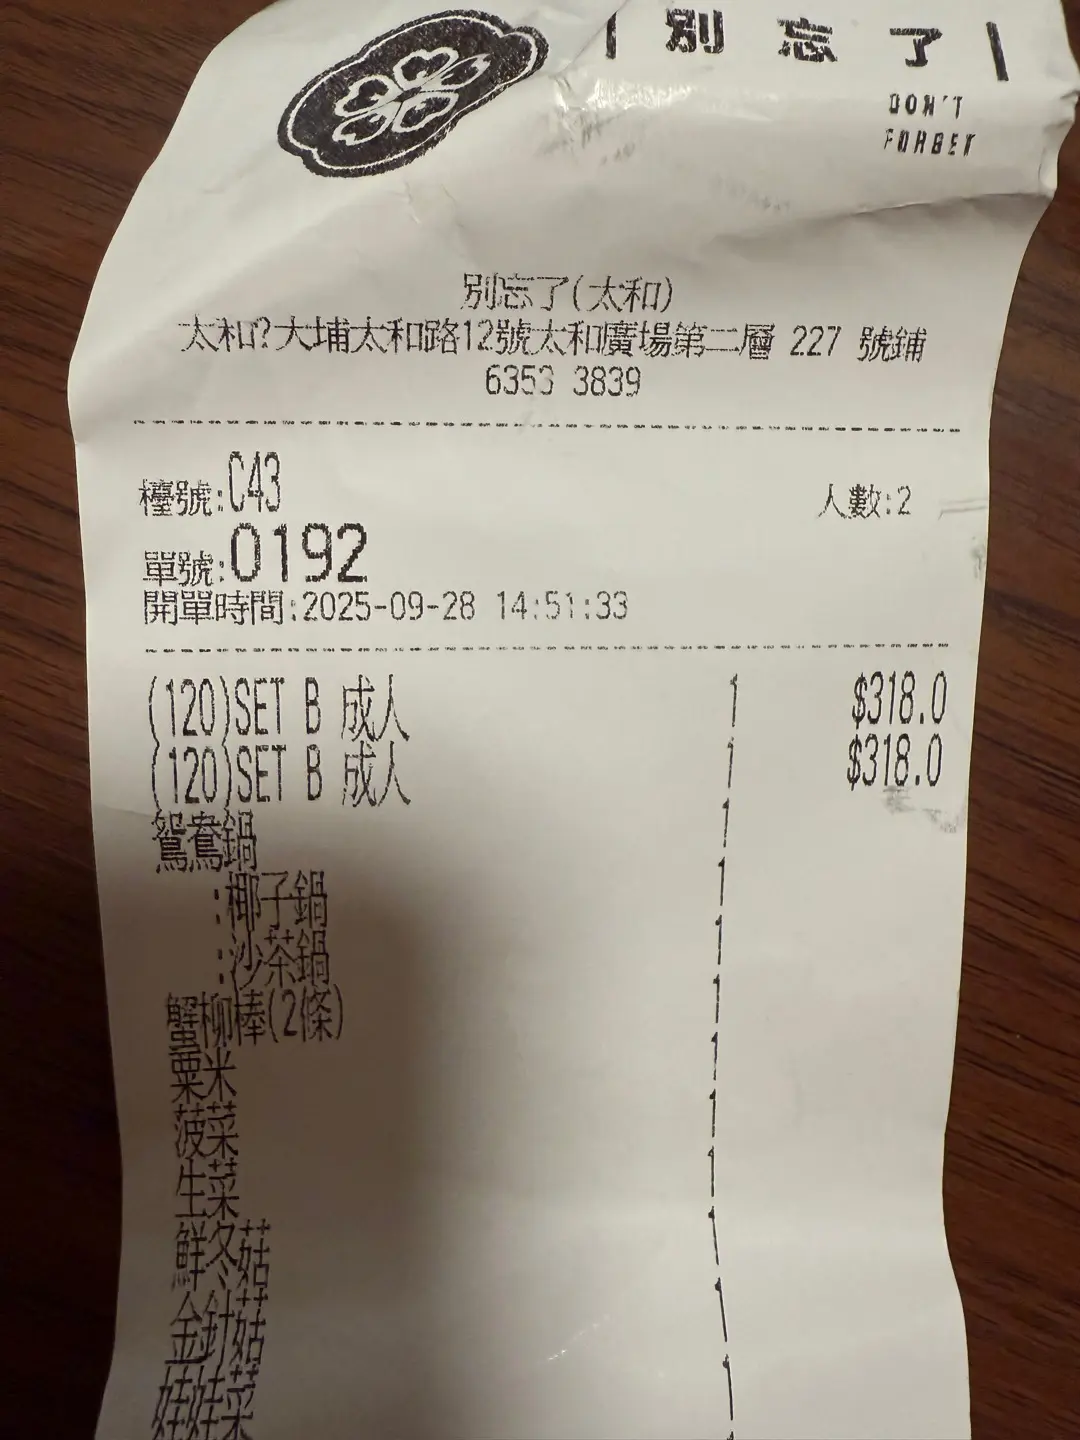 | 別忘了 |
DON'T
FORGET
別忘了(太和)
太和?大埔太和路12號太和廣場第二層 227 號鋪
6353 3839
檯號:C43 人數:2
單號:0192
開單時間:2025-09-28 14:51:33
(120)SET B 成人 1 $318.0
(120)SET B 成人 1 $318.0
鴛鴦鍋 1
:椰子鍋 1
:沙茶鍋 1
蟹柳棒(2條) 1
粟米 1
菠菜 1
生菜 1
鮮冬菇 1
金針菇 1
娃娃菜 1